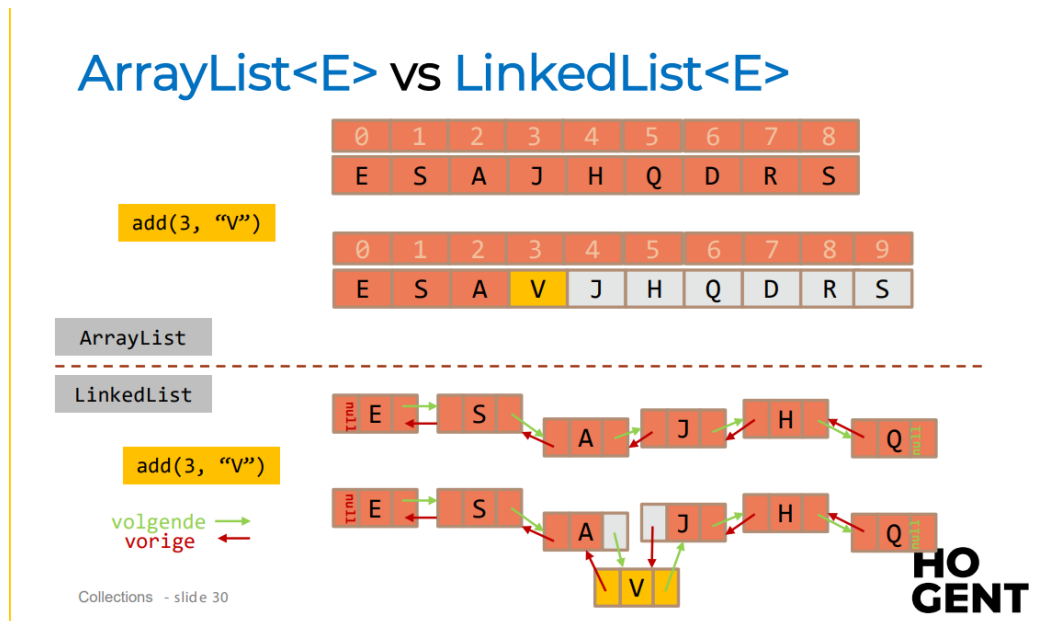 ArrayList<E> vs LinkedList<E>
0 1 2 3 4 5 6 7 8
E S A J H Q D R S
add(3, “V”)
0 1 2 3 4 5 6 7 8 9
E S A V J H Q D R S
ArrayList
LinkedList
null E S A J H Q null
add(3, “V”)
null E S A J H Q null
V
volgende
vorige
Collections - slide 30
HO
GENT